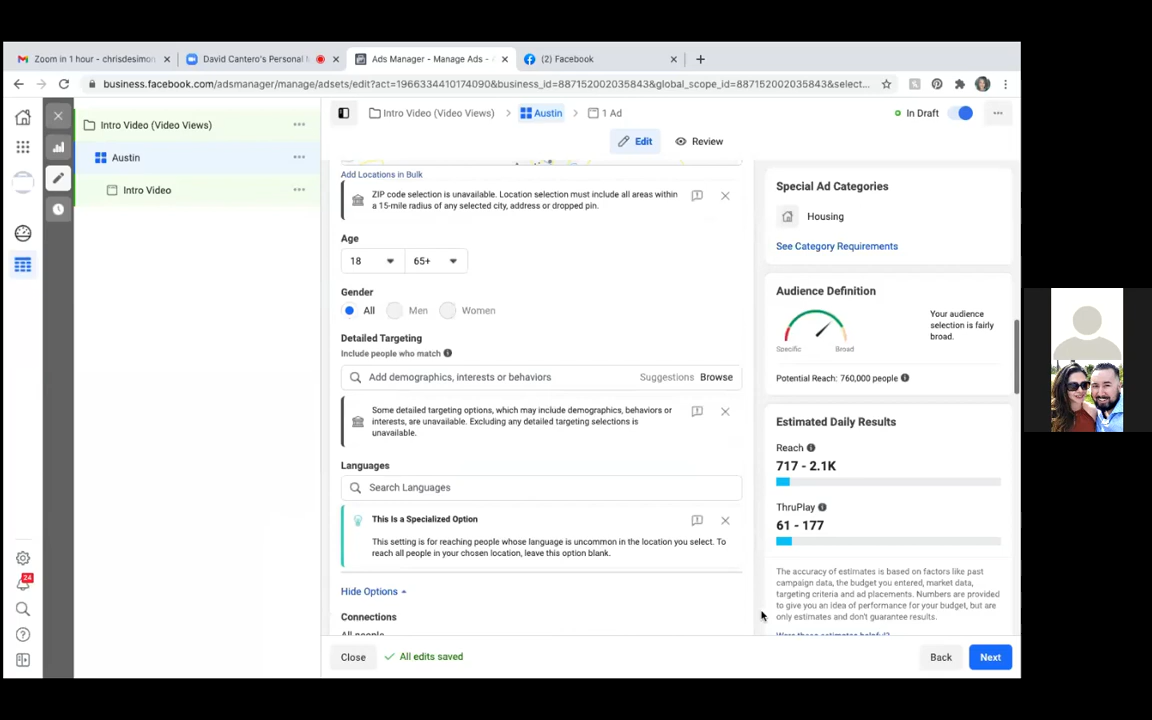 Zoom in 1 hour - chrisdesimon
David Cantero's Personal
Ads Manager - Manage Ads -
(2) Facebook
business.facebook.com/adsmanager/manage/adsets/edit?act=1966334410174090&business_id=887152002035843&global_scope_id=887152002035843&select...
Intro Video (Video Views)
Austin
Intro Video
Intro Video (Video Views)
Austin
1 Ad
In Draft
Edit
Review
Add Locations in Bulk
ZIP code selection is unavailable. Location selection must include all areas within
a 15-mile radius of any selected city, address or dropped pin.
Age
18
65+
Gender
All
Men
Women
Detailed Targeting
Include people who match
Add demographics, interests or behaviors
Suggestions
Browse
Some detailed targeting options, which may include demographics, behaviors or
interests, are unavailable. Excluding any detailed targeting selections is
unavailable.
Languages
Search Languages
This Is a Specialized Option
This setting is for reaching people whose language is uncommon in the location you select. To
reach all people in your chosen location, leave this option blank.
Hide Options
Connections
All people
Close
All edits saved
Back
Next
Special Ad Categories
Housing
See Category Requirements
Audience Definition
Your audience
selection is fairly
broad.
Specific
Broad
Potential Reach: 760,000 people
Estimated Daily Results
Reach
717 - 2.1K
ThruPlay
61 - 177
The accuracy of estimates is based on factors like past
campaign data, the budget you entered, market data,
targeting criteria and ad placements. Numbers are provided
to give you an idea of performance for your budget, but are
only estimates and don't guarantee results.
Were these estimates helpful?
24